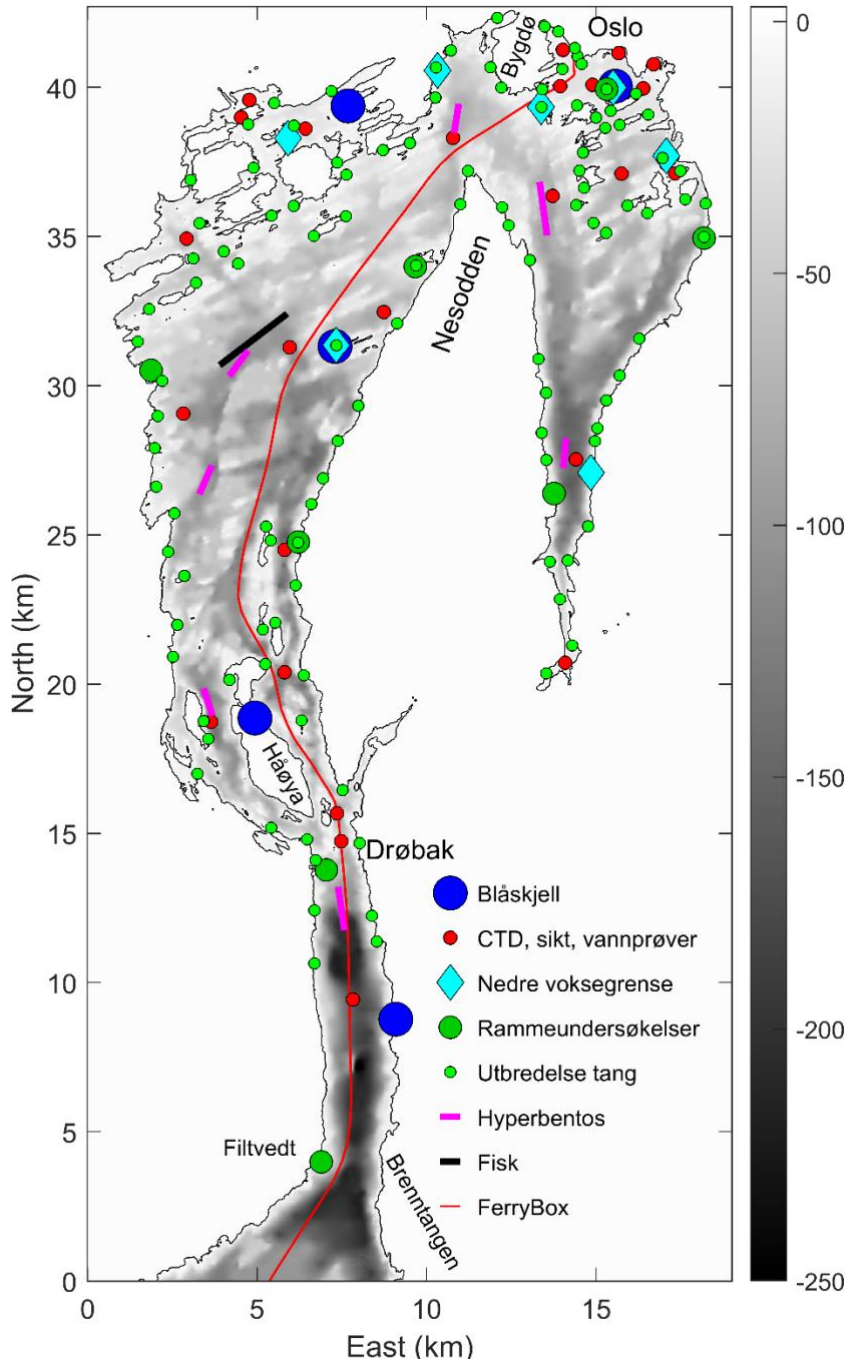 Oslo
Bygdø
Nesodden
Håøya
Drøbak
Filtvedt
Brenntangen
Blåskjell
CTD, sikt, vannprøver
Nedre voksegrense
Rammeundersøkelser
Utbredelse tang
Hyperbentos
Fisk
FerryBox
North (km)
40
35
30
25
20
15
10
5
0
0
5
10
15
East (km)
0
-50
-100
-150
-200
-250